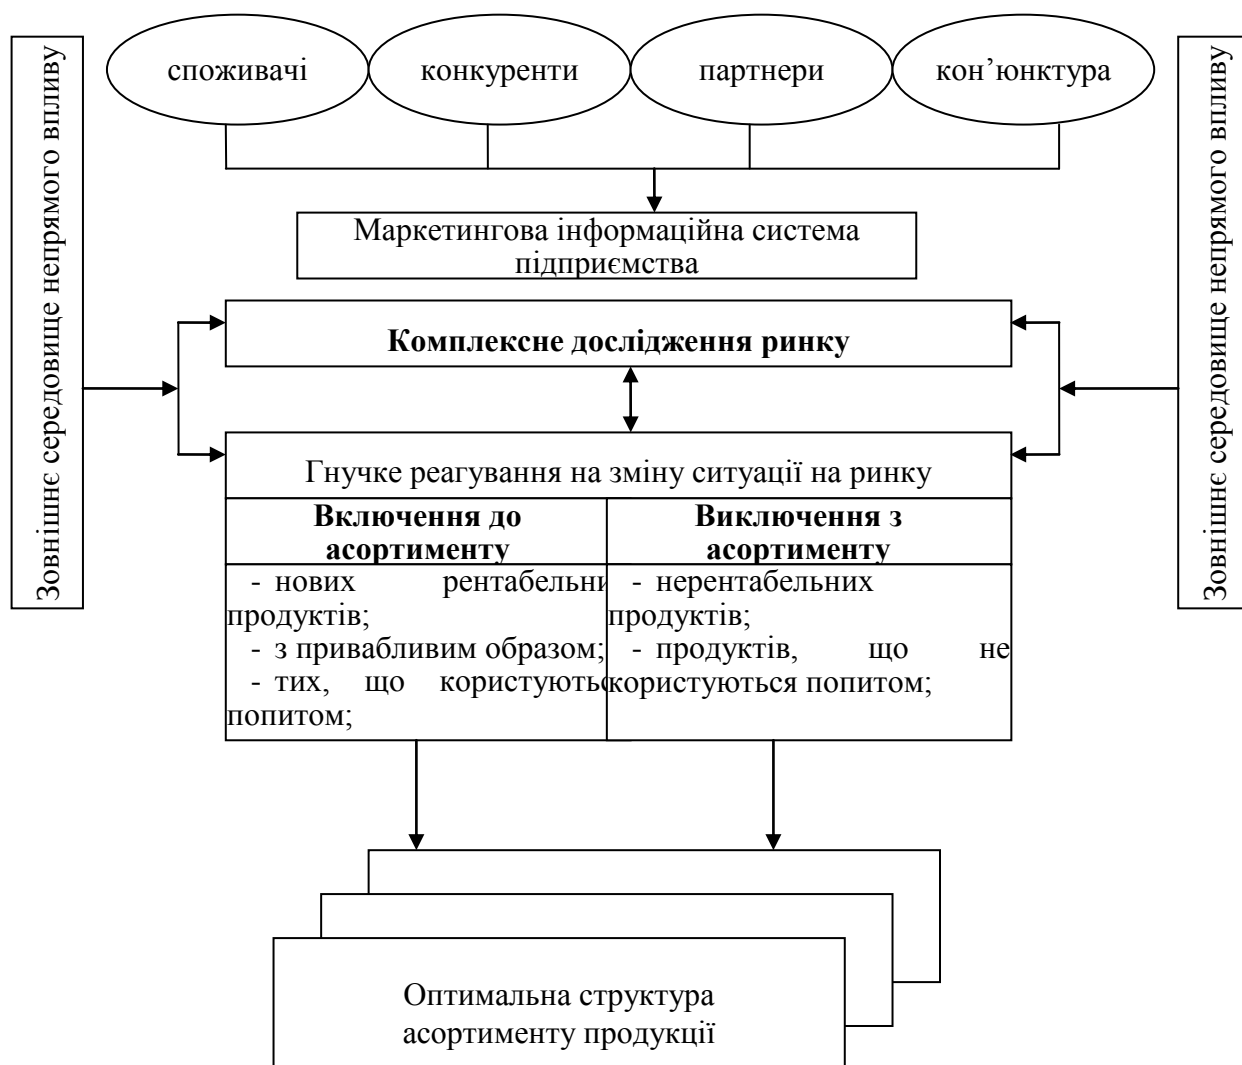 споживачі
конкуренти
партнери
кон’юнктура
Зовнішнє середовище непрямого впливу
Зовнішнє середовище непрямого впливу
Маркетингова інформаційна система
підприємства
Комплексне дослідження ринку
Гнучке реагування на зміну ситуації на ринку
Включення до
асортименту
- нових рентабельни
продуктів;
- з привабливим образом;
- тих, що користуютьс
попитом;
Виключення з
асортименту
- нерентабельних
продуктів;
- продуктів, що не
користуються попитом;
Оптимальна структура
асортименту продукції